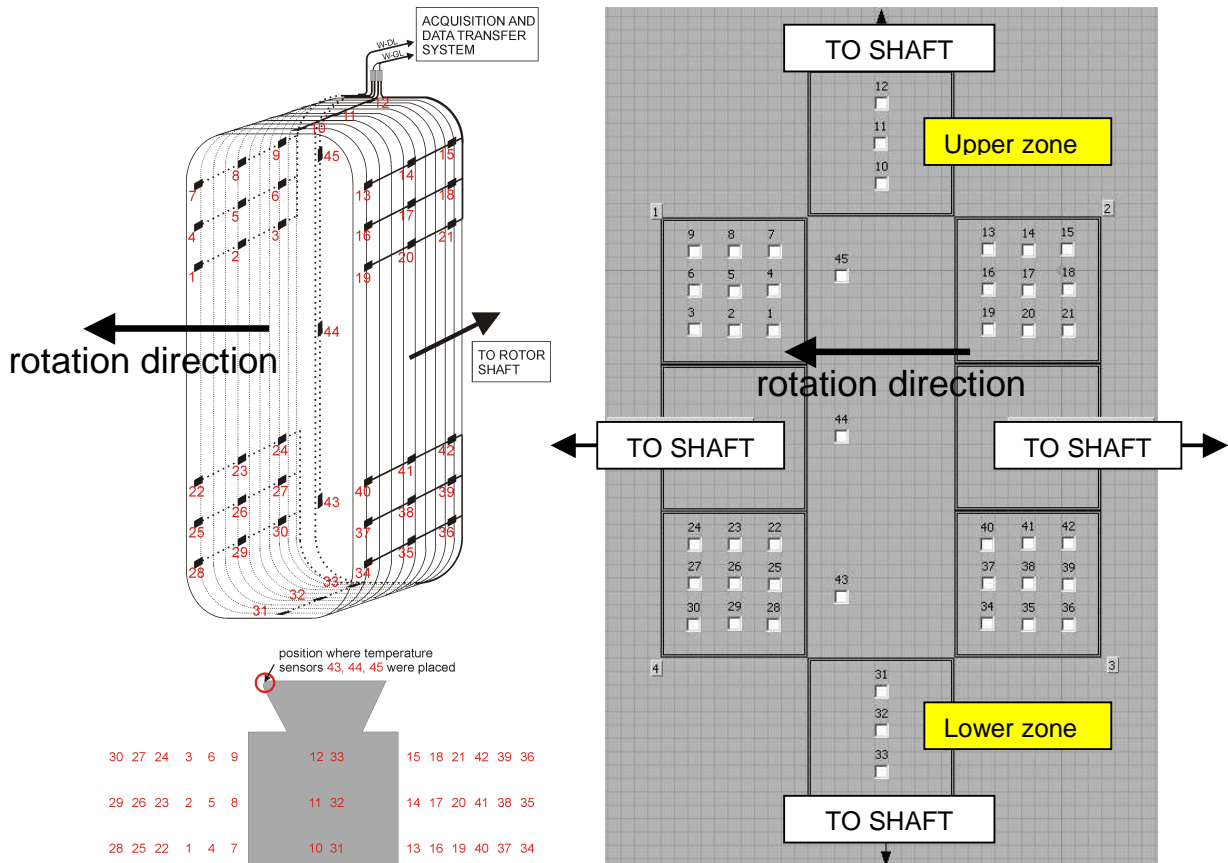 ACQUISITION AND
DATA TRANSFER
SYSTEM
W-DL
W-GL
12
11
10
9
45
15
8
14
7
6
13
18
5
17
4
3
16
21
2
20
1
19
44
rotation direction
TO ROTOR
SHAFT
24
42
23
41
22
27
43
40
39
26
38
25
30
37
36
29
35
28
34
33
32
31
position where temperature
sensors 43, 44, 45 were placed
30 27 24 3 6 9 12 33 15 18 21 42 39 36
29 26 23 2 5 8 11 32 14 17 20 41 38 35
28 25 22 1 4 7 10 31 13 16 19 40 37 34
TO SHAFT
12
11
Upper zone
10
1
2
9 8 7 13 14 15
45
6 5 4 16 17 18
3 2 1 19 20 21
rotation direction
44
TO SHAFT
TO SHAFT
24 23 22 40 41 42
27 26 25 37 38 39
43
30 29 28 34 35 36
4
3
31
32
Lower zone
33
TO SHAFT